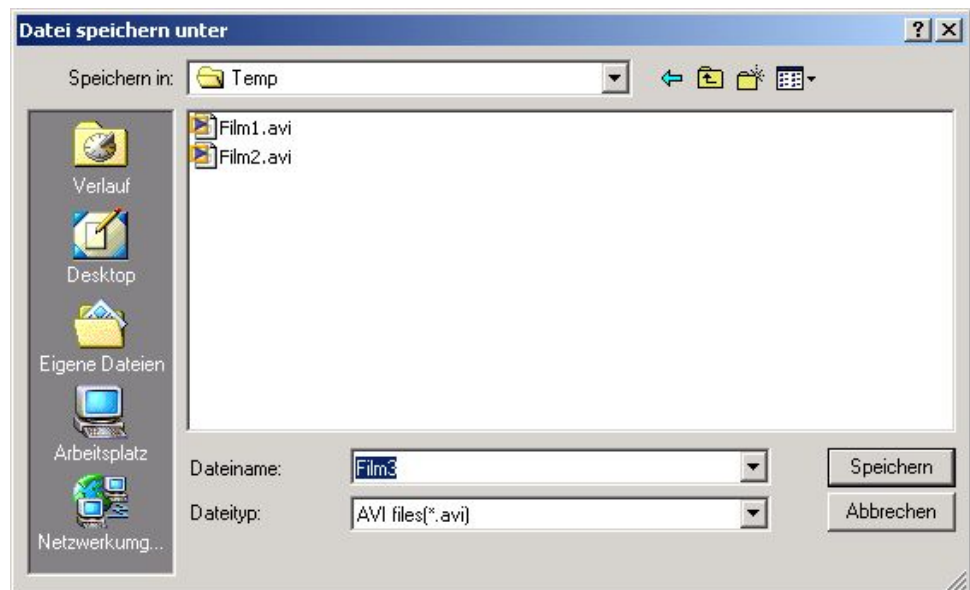 Datei speichern unter
Speichern in: Temp
Film1.avi
Film2.avi
Verlauf
Desktop
Eigene Dateien
Arbeitsplatz
Netzwerkumg...
Dateiname: Film3 Speichern
Dateityp: AVI files(*.avi) Abbrechen